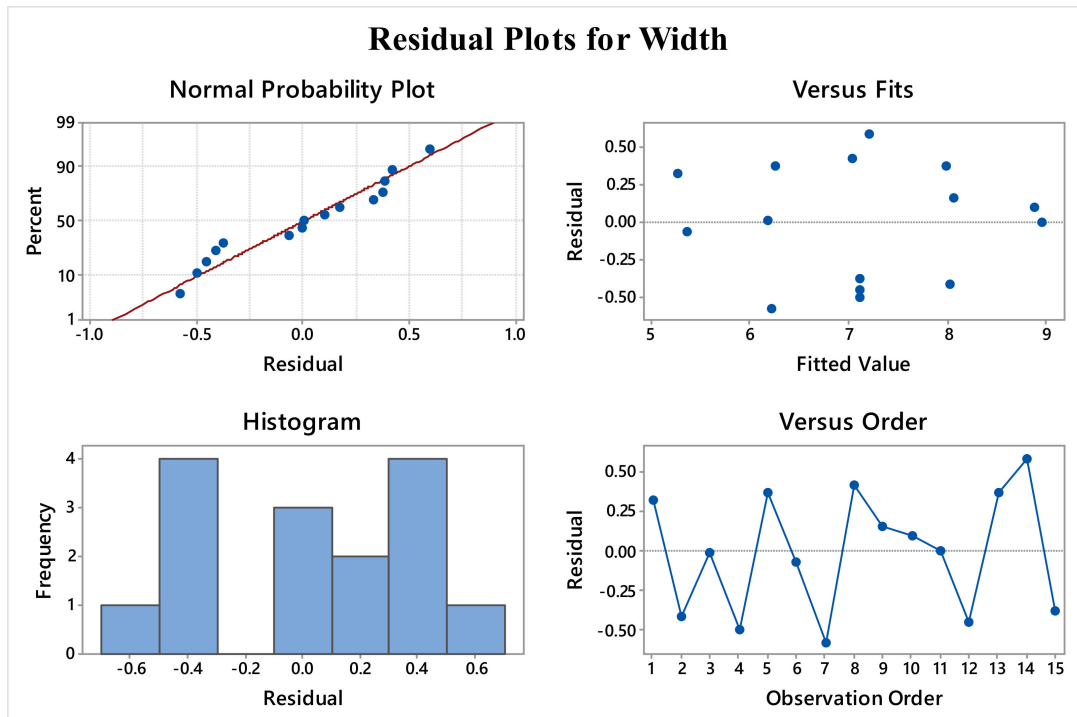 Residual Plots for Width
Normal Probability Plot
99
90
50
10
1
Percent
-1.0 -0.5 0.0 0.5 1.0
Residual
Versus Fits
0.50
0.25
0.00
-0.25
-0.50
Residual
5 6 7 8 9
Fitted Value
Histogram
4
3
2
1
0
Frequency
-0.6 -0.4 -0.2 0.0 0.2 0.4 0.6
Residual
Versus Order
0.50
0.25
0.00
-0.25
-0.50
Residual
1 2 3 4 5 6 7 8 9 10 11 12 13 14 15
Observation Order